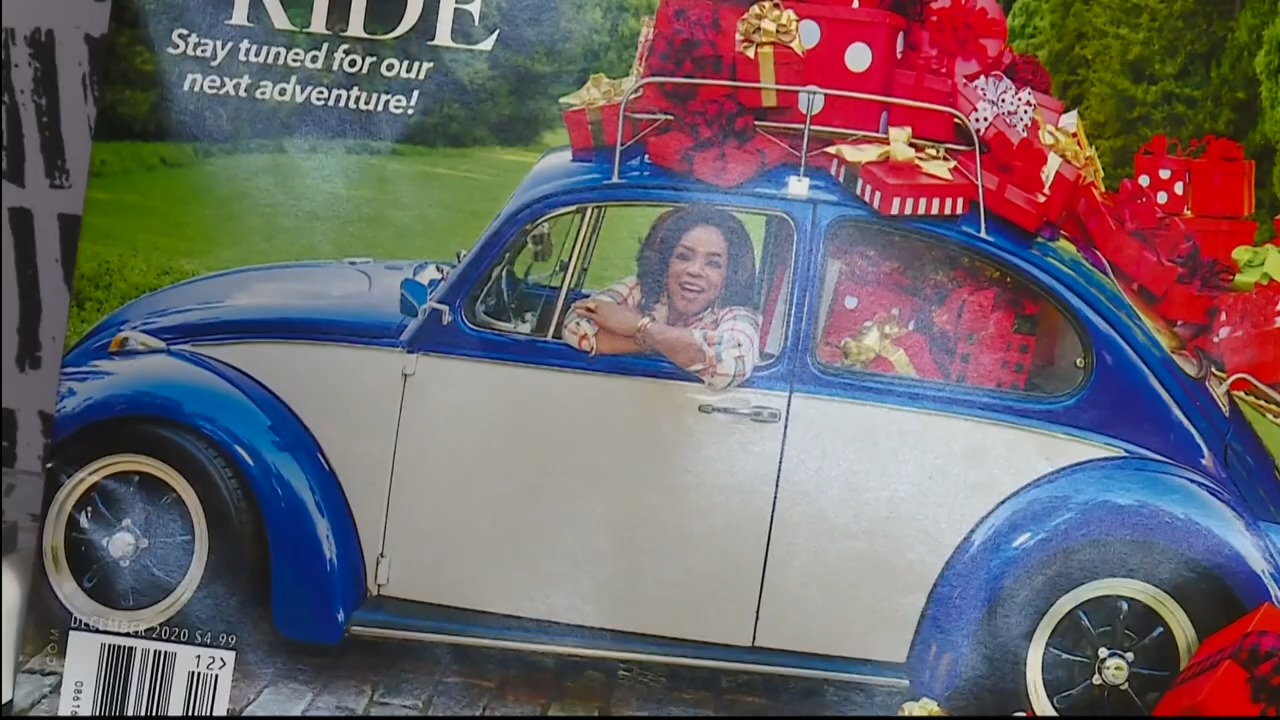 RIDE
Stay tuned for our
next adventure!
DECEMBER 2020 $4.99
12>